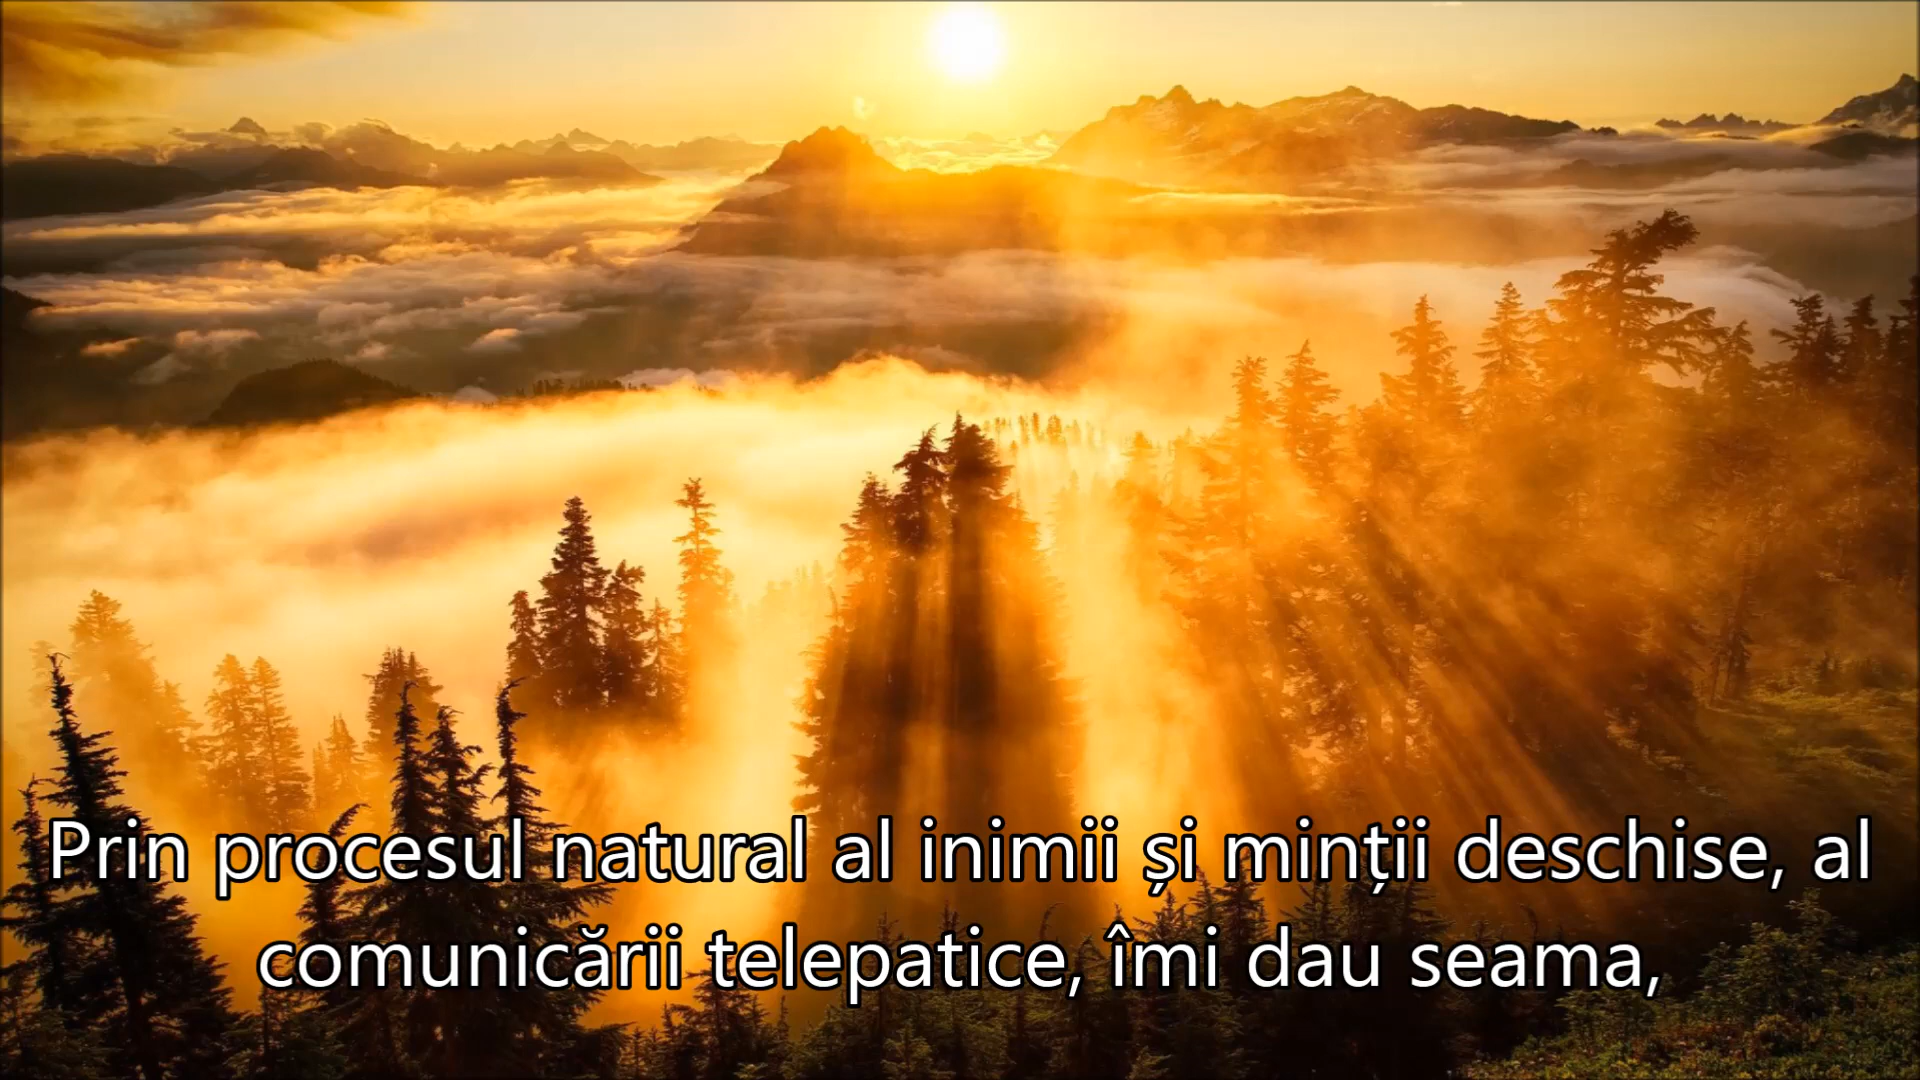 Prin procesul natural al inimii și minții deschise, al
comunicării telepatice, îmi dau seama,